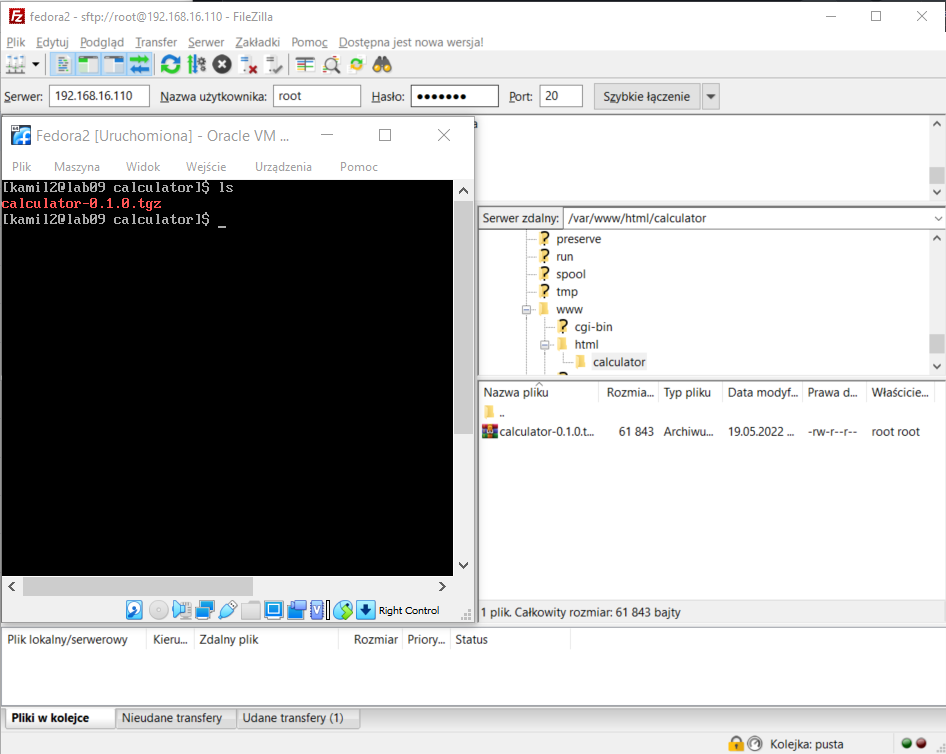 fedora2 - sftp://root@192.168.16.110 - FileZilla
Plik Edytuj Podgląd Transfer Serwer Zakładki Pomoc Dostępna jest nowa wersja!
Serwer: 192.168.16.110 Nazwa użytkownika: root Hasło: ●●●●●●● Port: 20 Szybkie łączenie
Fedora2 [Uruchomiona] - Oracle VM ...
Plik Maszyna Widok Wejście Urządzenia Pomoc
[kamil2@lab09 calculator]$ ls
calculator-0.1.0.tgz
[kamil2@lab09 calculator]$ _
Right Control
Serwer zdalny: /var/www/html/calculator
preserve
run
spool
tmp
www
cgi-bin
html
calculator
Nazwa pliku Rozmia... Typ pliku Data modyf... Prawa d... Właścicie...
..
calculator-0.1.0.t... 61 843 Archiwu... 19.05.2022 ... -rw-r--r-- root root
1 plik. Całkowity rozmiar: 61 843 bajty
Plik lokalny/serwerowy Kieru... Zdalny plik Rozmiar Priory... Status
Pliki w kolejce Nieudane transfery Udane transfery (1)
Kolejka: pusta